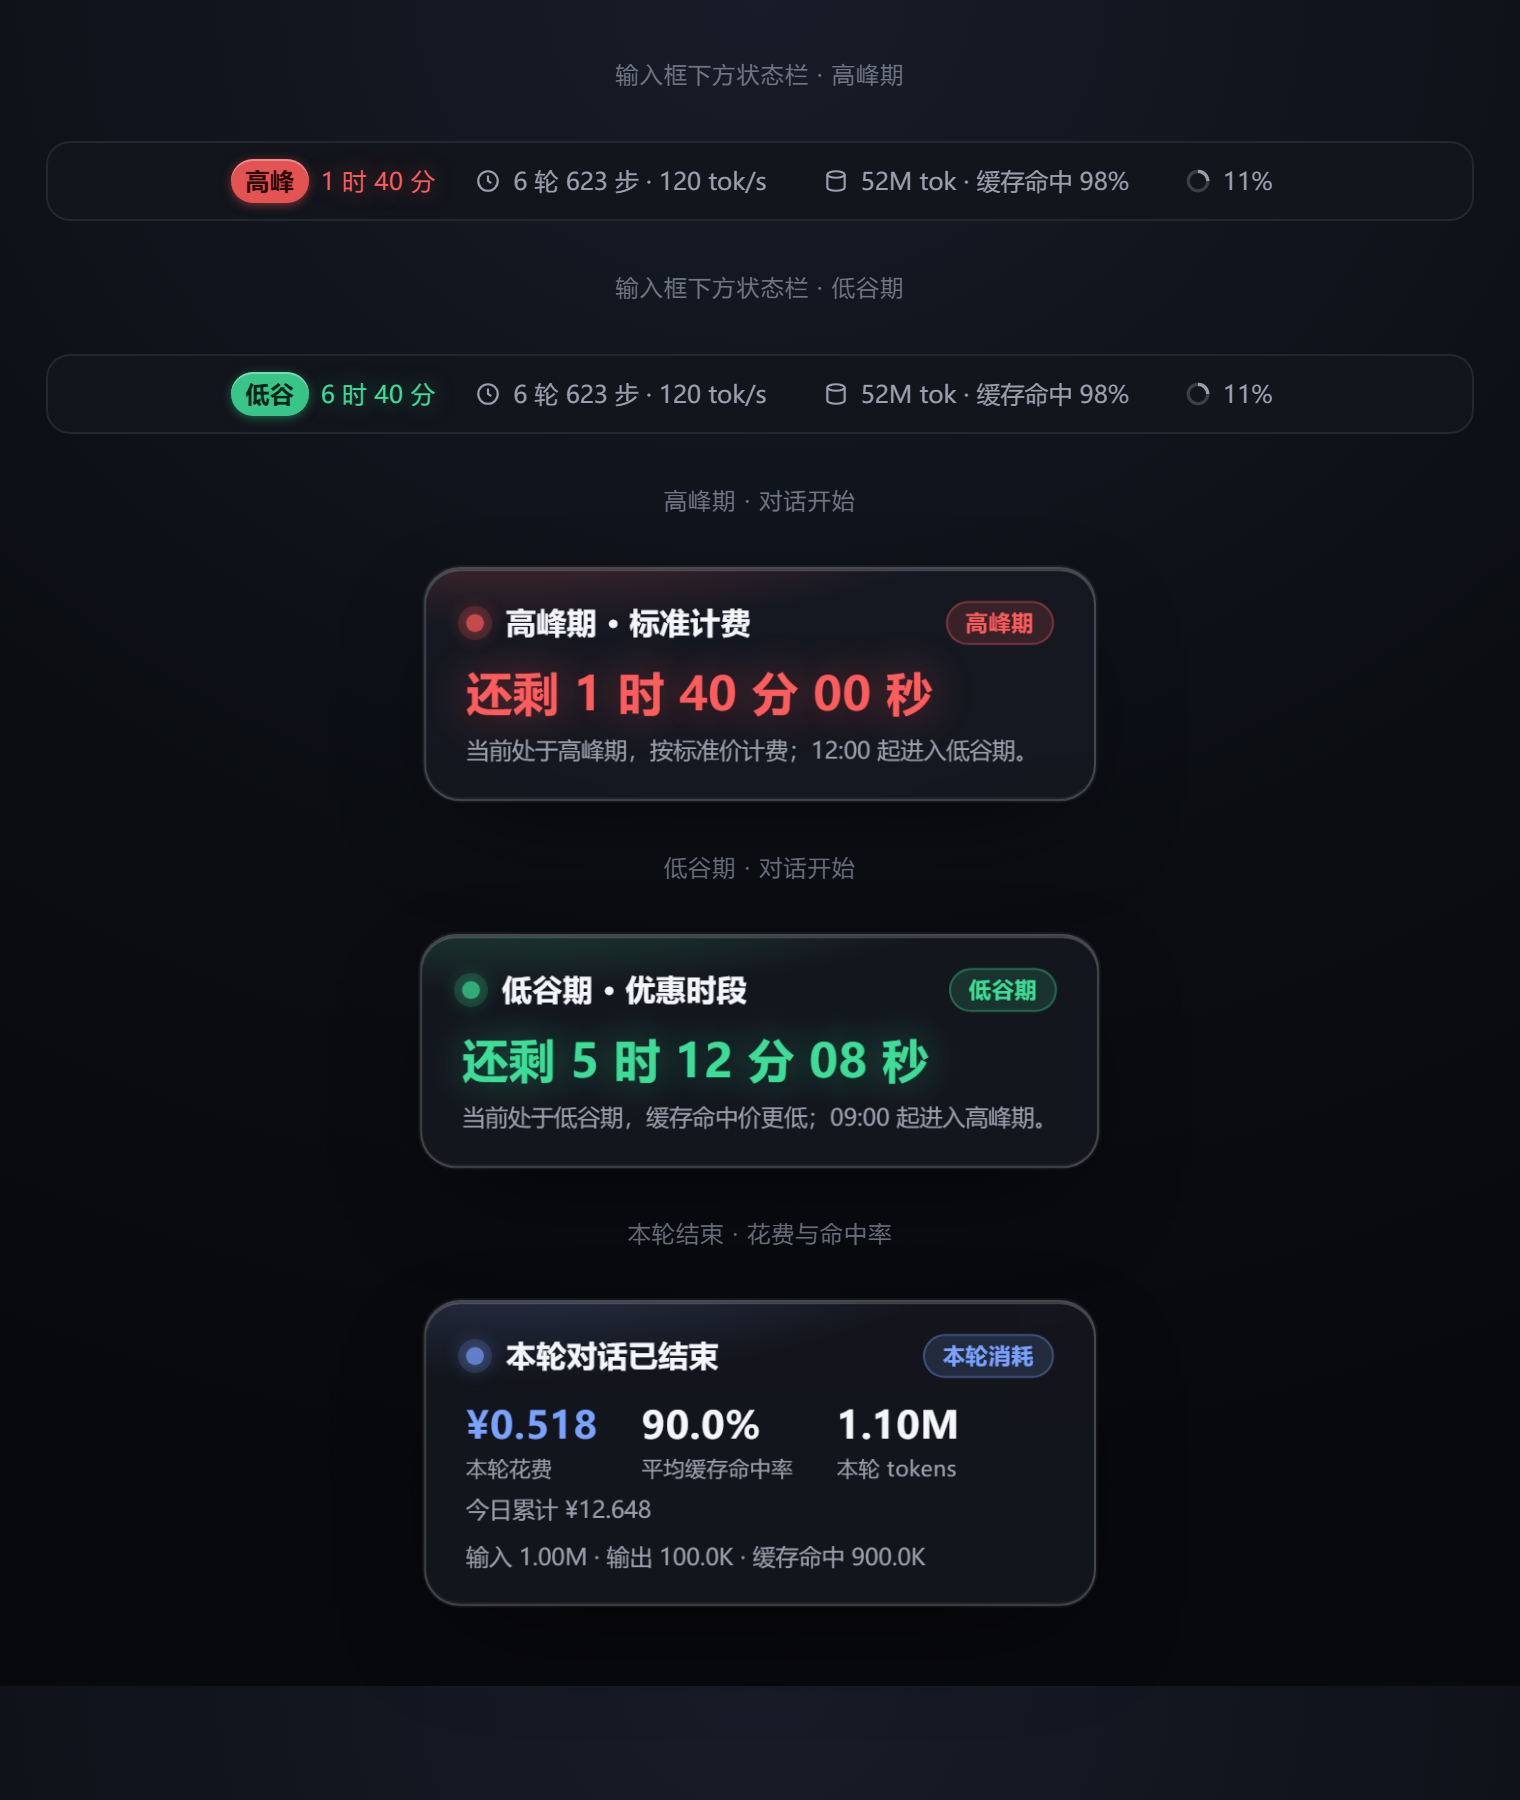 输入框下方状态栏 · 高峰期
高峰 1 时 40 分 6 轮 623 步 · 120 tok/s 52M tok · 缓存命中 98% 11%
输入框下方状态栏 · 低谷期
低谷 6 时 40 分 6 轮 623 步 · 120 tok/s 52M tok · 缓存命中 98% 11%
高峰期 · 对话开始
高峰期 • 标准计费 高峰期
还剩 1 时 40 分 00 秒
当前处于高峰期，按标准价计费；12:00 起进入低谷期。
低谷期 · 对话开始
低谷期 • 优惠时段 低谷期
还剩 5 时 12 分 08 秒
当前处于低谷期，缓存命中价更低；09:00 起进入高峰期。
本轮结束 · 花费与命中率
本轮对话已结束 本轮消耗
¥0.518 90.0% 1.10M
本轮花费 平均缓存命中率 本轮 tokens
今日累计 ¥12.648
输入 1.00M · 输出 100.0K · 缓存命中 900.0K